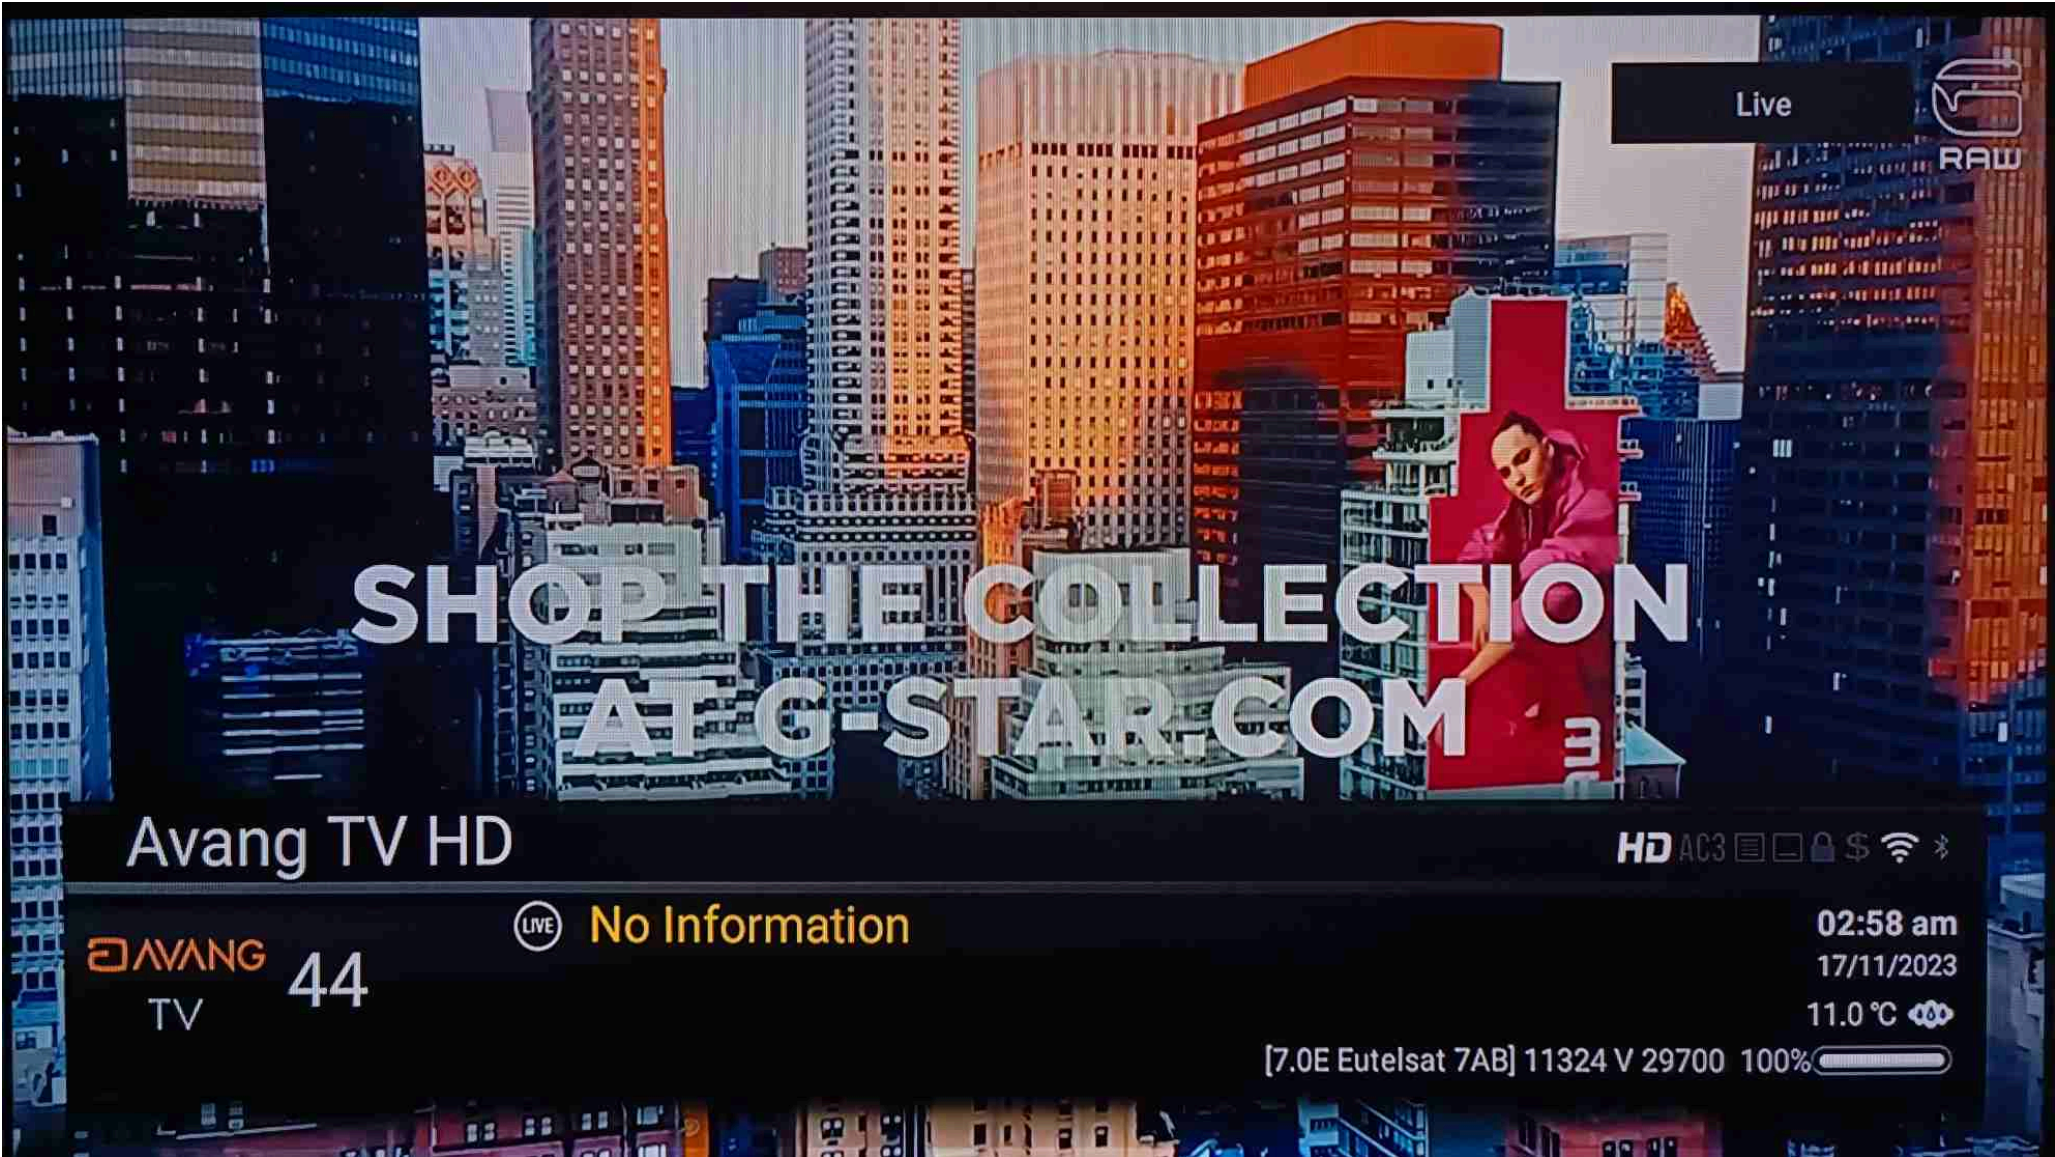 Live
RAW
SHOP THE COLLECTION
AT G-STAR.COM
Avang TV HD
HD AC3 $
LIVE No Information
02:58 am
AVANG
TV
44
17/11/2023
11.0 °C
[7.0E Eutelsat 7AB] 11324 V 29700 100%